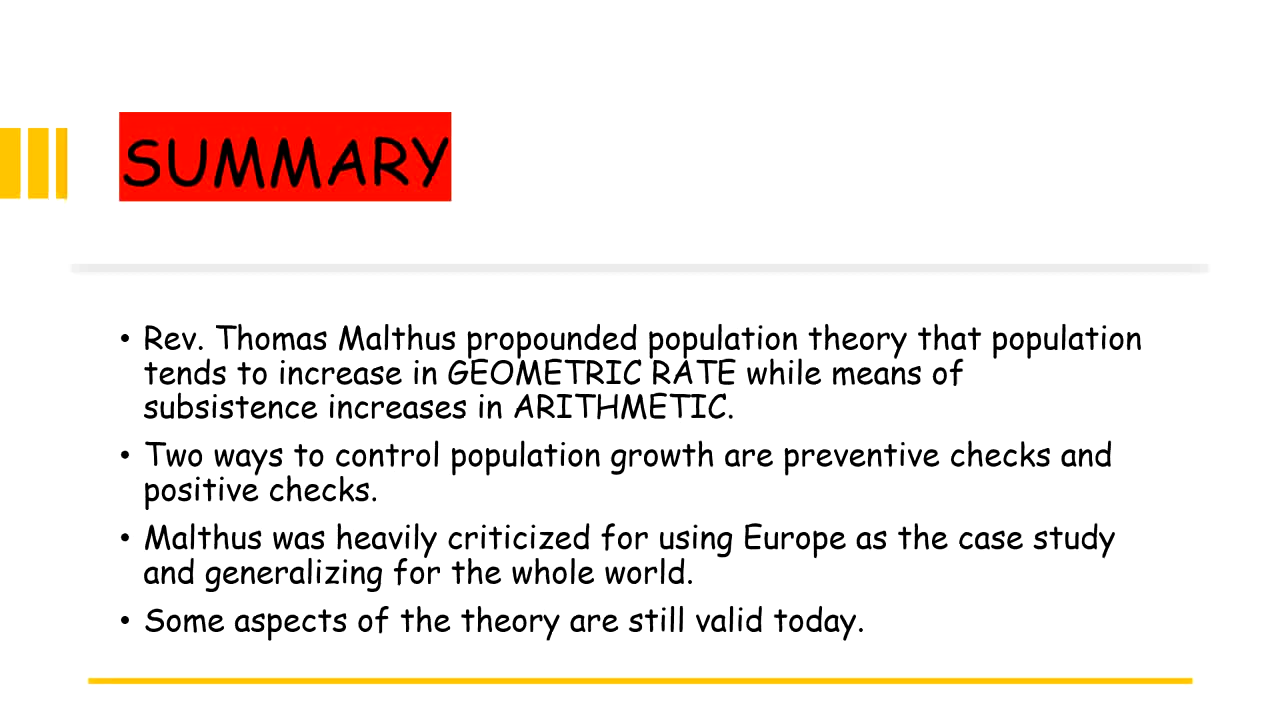 SUMMARY
• Rev. Thomas Malthus propounded population theory that population
tends to increase in GEOMETRIC RATE while means of
subsistence increases in ARITHMETIC.
• Two ways to control population growth are preventive checks and
positive checks.
• Malthus was heavily criticized for using Europe as the case study
and generalizing for the whole world.
• Some aspects of the theory are still valid today.